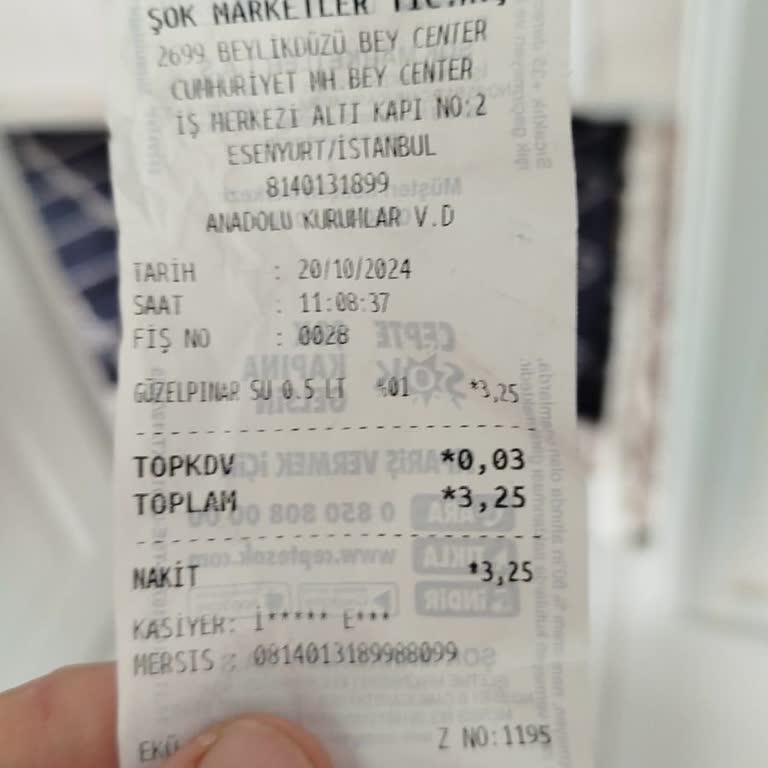 ŞOK MARKETLER TİC.A.Ş
2699 BEYLİKDÜZÜ BEY CENTER
CUMHURİYET MH.BEY CENTER
İŞ MERKEZİ ALTI KAPI NO:2
ESENYURT/İSTANBUL
8140131899
ANADOLU KURUMLAR V.D
TARİH : 20/10/2024
SAAT : 11:08:37
FİŞ NO : 0028
GÜZELPINAR SU 0.5 LT %01 *3,25
TOPKDV *0,03
TOPLAM *3,25
NAKİT *3,25
KASİYER: İ***** E***
MERSIS : 0814013189988099
EKÜ
Z NO:1195